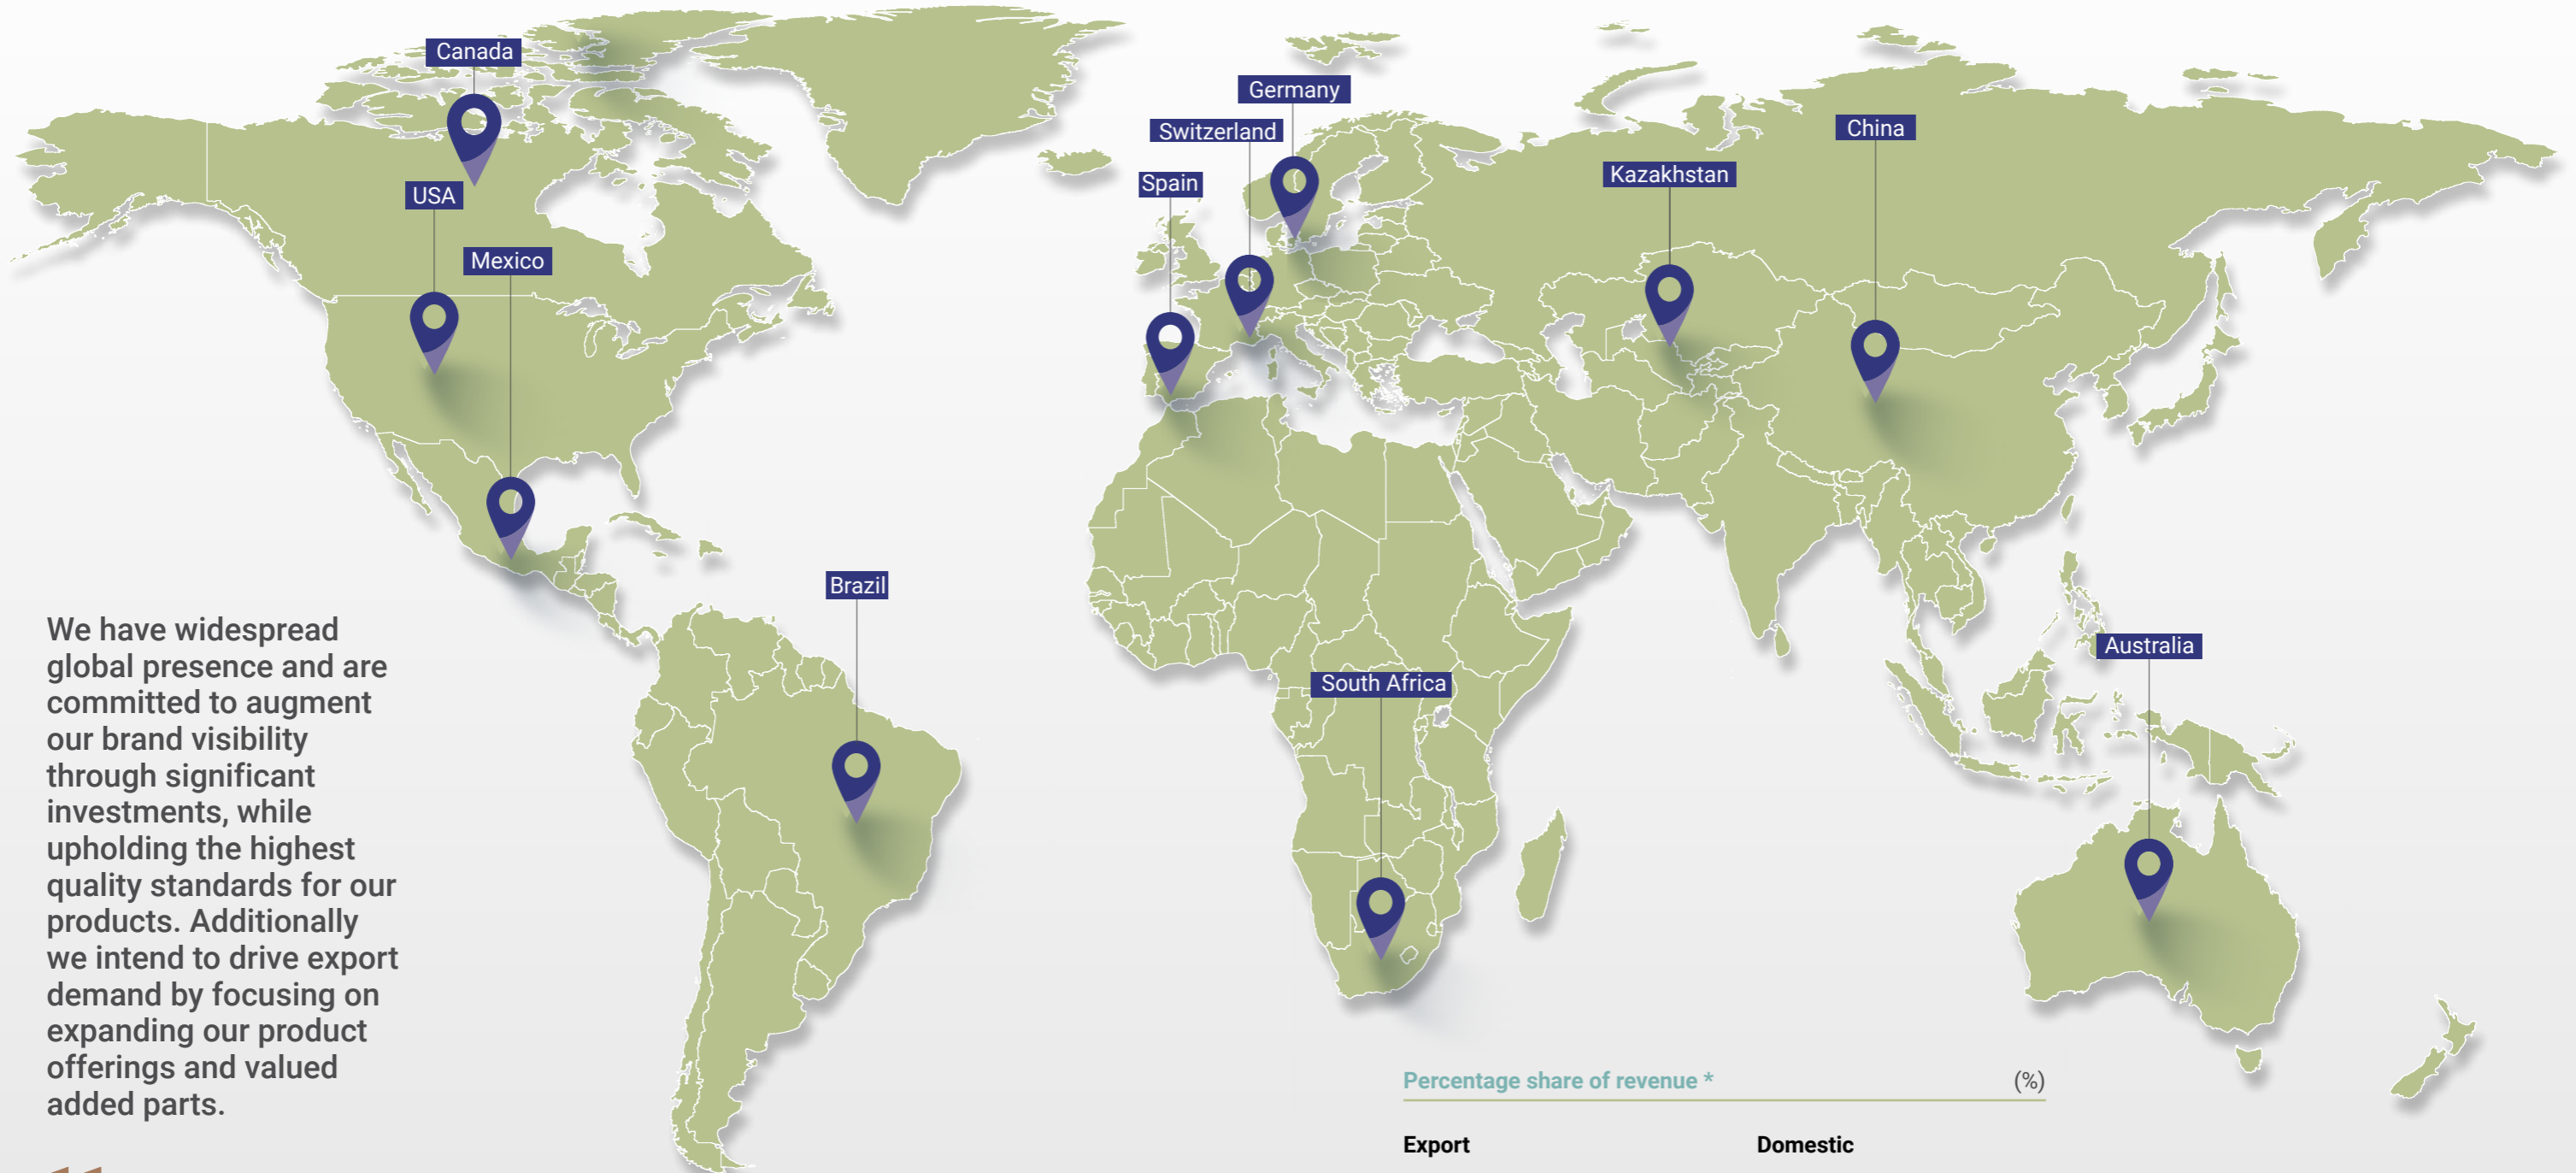 Canada
Germany
Switzerland
China
Kazakhstan
Spain
USA
Mexico
Brazil
We have widespread
global presence and are
committed to augment
our brand visibility
through significant
investments, while
upholding the highest
quality standards for our
products. Additionally
we intend to drive export
demand by focusing on
expanding our product
offerings and valued
added parts.
Australia
South Africa
Percentage share of revenue * (%)
Export Domestic